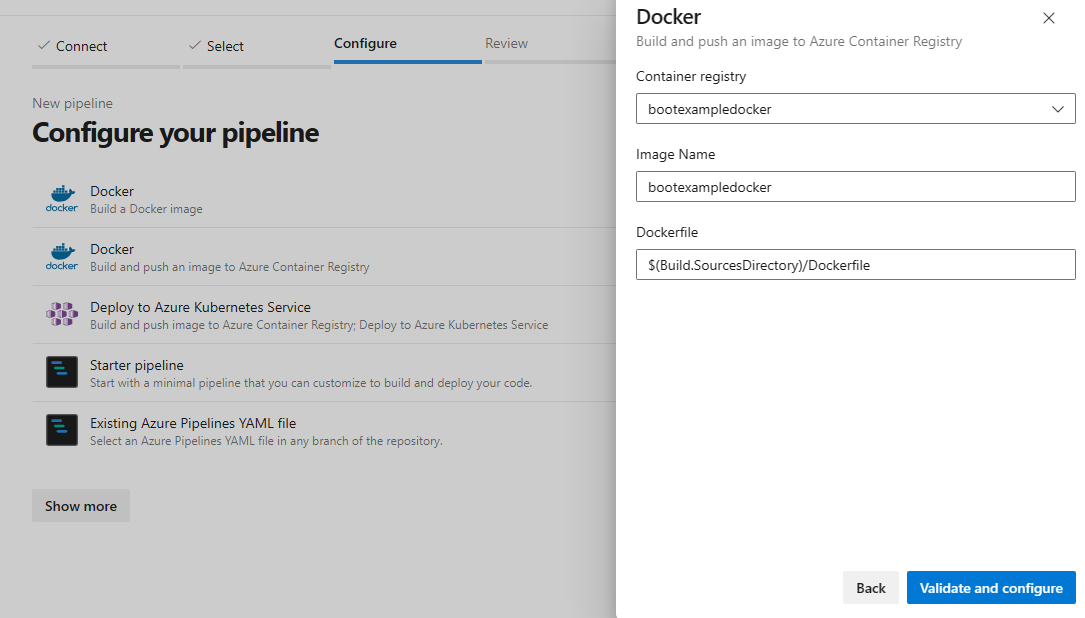 Connect
Select
Configure
Review
New pipeline
Configure your pipeline
docker
Docker
Build a Docker image
docker
Docker
Build and push an image to Azure Container Registry
Deploy to Azure Kubernetes Service
Build and push image to Azure Container Registry; Deploy to Azure Kubernetes Service
Starter pipeline
Start with a minimal pipeline that you can customize to build and deploy your code.
Existing Azure Pipelines YAML file
Select an Azure Pipelines YAML file in any branch of the repository.
Show more
Docker
Build and push an image to Azure Container Registry
Container registry
bootexampledocker
Image Name
bootexampledocker
Dockerfile
$(Build.SourcesDirectory)/Dockerfile
Back
Validate and configure